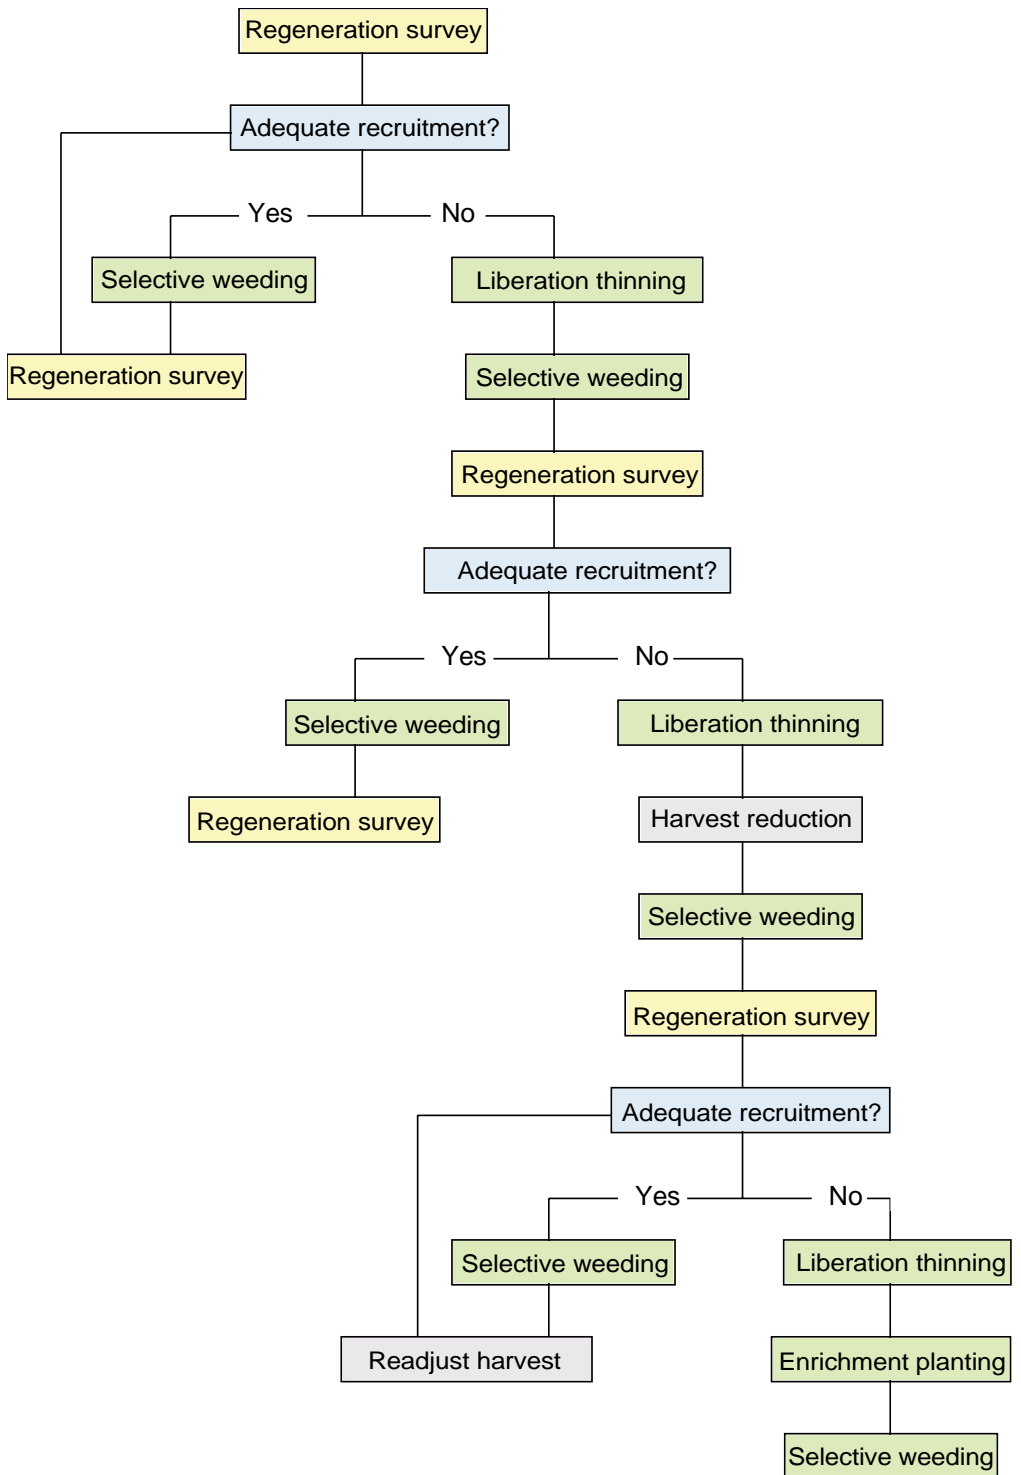 Regeneration survey
Adequate recruitment?
Yes
No
Selective weeding
Liberation thinning
Regeneration survey
Selective weeding
Regeneration survey
Adequate recruitment?
Yes
No
Selective weeding
Liberation thinning
Regeneration survey
Harvest reduction
Selective weeding
Regeneration survey
Adequate recruitment?
Yes
No
Selective weeding
Liberation thinning
Readjust harvest
Enrichment planting
Selective weeding